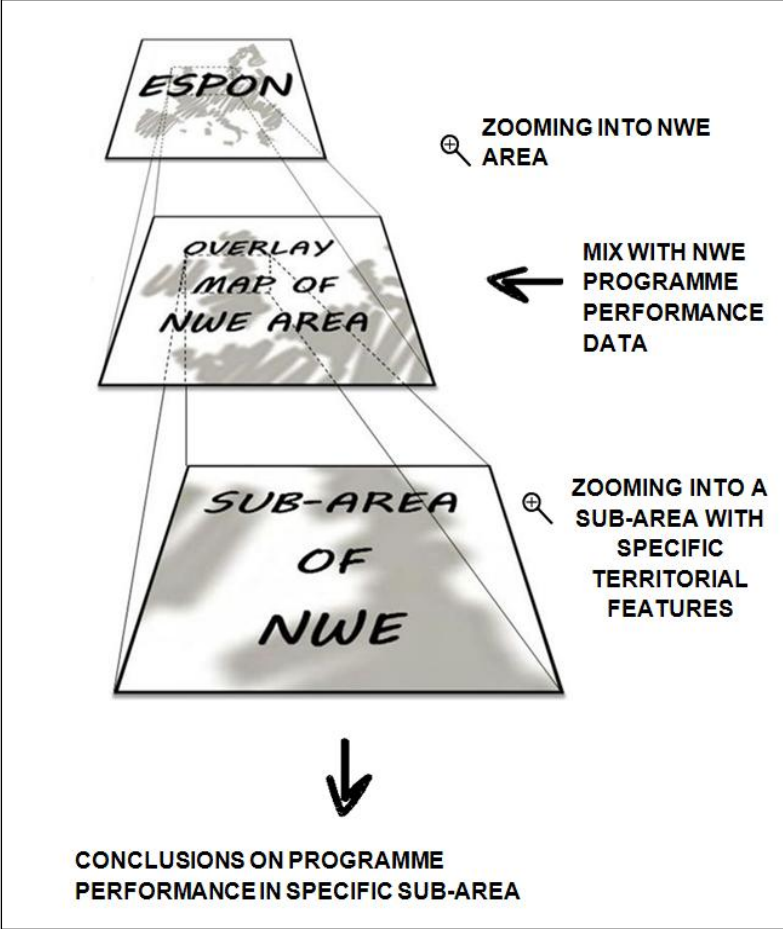 ESPON
ZOOMING INTO NWE
AREA
OVERLAY
MAP OF
NWE AREA
MIX WITH NWE
PROGRAMME
PERFORMANCE
DATA
SUB-AREA
OF
NWE
ZOOMING INTO A
SUB-AREA WITH
SPECIFIC
TERRITORIAL
FEATURES
CONCLUSIONS ON PROGRAMME
PERFORMANCE IN SPECIFIC SUB-AREA